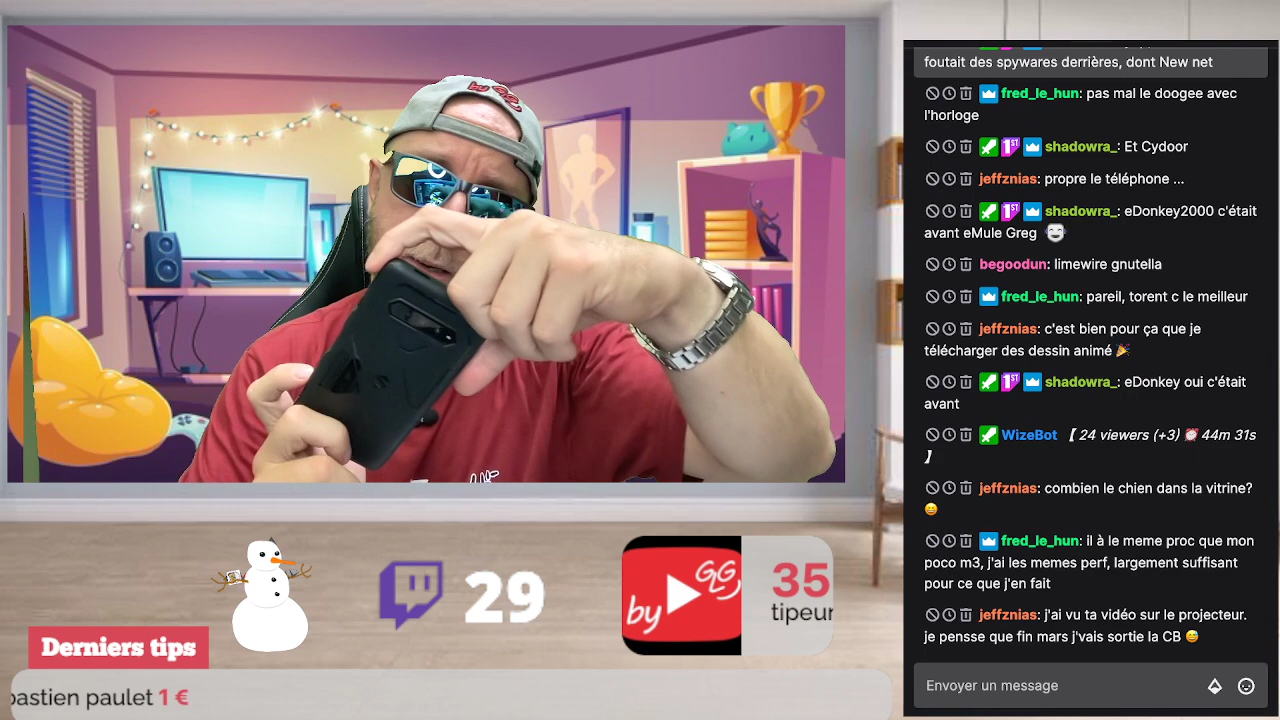 by GG
foutait des spywares derrières, dont New net
fred_le_hun: pas mal le doogee avec
l'horloge
shadowra_: Et Cydoor
jeffznias: propre le téléphone ...
shadowra_: eDonkey2000 c'était
avant eMule Greg
begoodun: limewire gnutella
fred_le_hun: pareil, torent c le meilleur
jeffznias: c'est bien pour ça que je
télécharger des dessin animé 🎉
shadowra_: eDonkey oui c'était
avant
WizeBot 【 24 viewers (+3) ⏰ 44m 31s
】
jeffznias: combien le chien dans la vitrine?
😄
fred_le_hun: il à le meme proc que mon
poco m3, j'ai les memes perf, largement suffisant
pour ce que j'en fait
jeffznias: j'ai vu ta vidéo sur le projecteur.
je pensse que fin mars j'vais sortie la CB 😅
Envoyer un message
29
by GG
35
tipeur
Derniers tips
bastien paulet 1 €